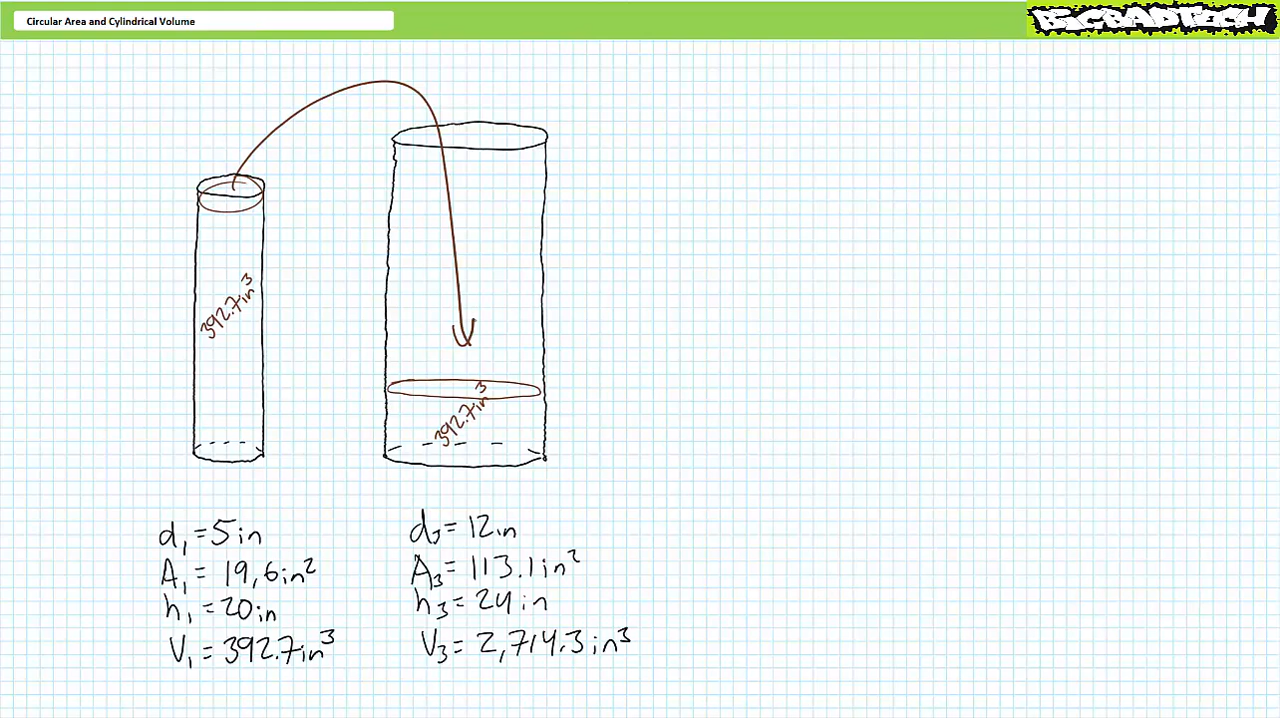 Circular Area and Cylindrical Volume
BIGBADTECH
392.7in³
392.7in³
d₁ = 5in
A₁ = 19,6in²
h₁ = 20in
V₁ = 392.7in³
d₃ = 12in
A₃ = 113.1in²
h₃ = 24in
V₃ = 2,714.3in³